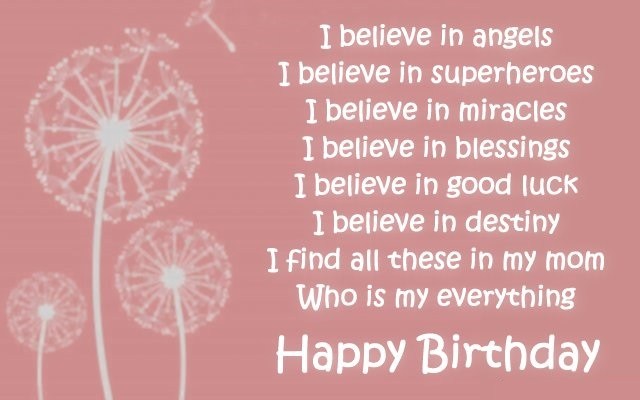 I believe in angels
I believe in superheroes
I believe in miracles
I believe in blessings
I believe in good luck
I believe in destiny
I find all these in my mom
Who is my everything
Happy Birthday